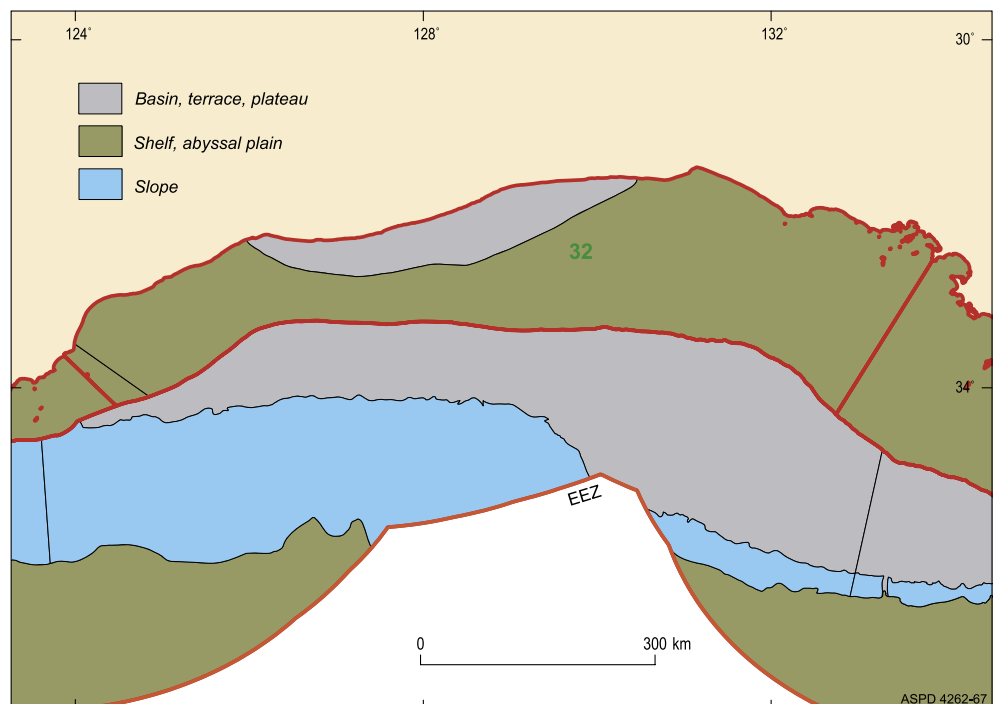 124°
128°
132°
30°
Basin, terrace, plateau
Shelf, abyssal plain
Slope
32
34°
EEZ
0
300 km
ASPD 4262-67